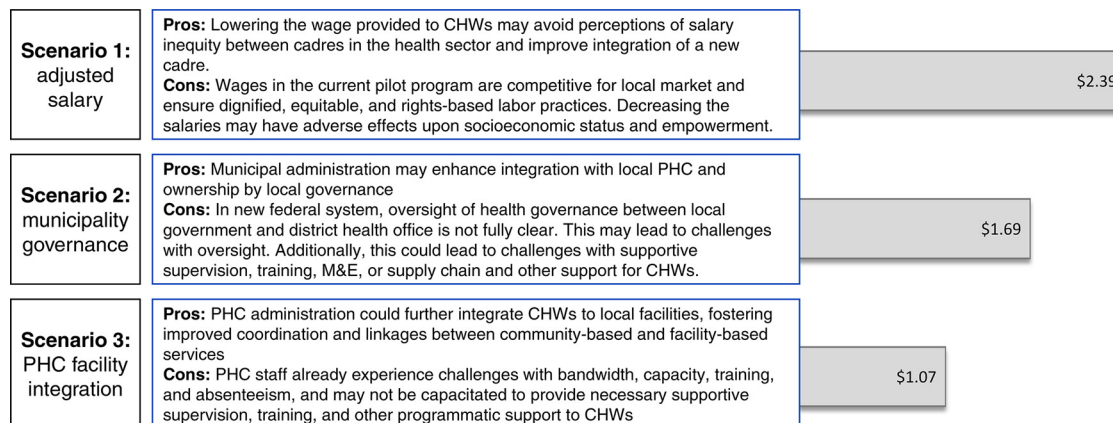 Scenario 1:
adjusted
salary
Pros: Lowering the wage provided to CHWs may avoid perceptions of salary
inequity between cadres in the health sector and improve integration of a new
cadre.
Cons: Wages in the current pilot program are competitive for local market and
ensure dignified, equitable, and rights-based labor practices. Decreasing the
salaries may have adverse effects upon socioeconomic status and empowerment.
$2.39
Scenario 2:
municipality
governance
Pros: Municipal administration may enhance integration with local PHC and
ownership by local governance
Cons: In new federal system, oversight of health governance between local
government and district health office is not fully clear. This may lead to challenges
with oversight. Additionally, this could lead to challenges with supportive
supervision, training, M&E, or supply chain and other support for CHWs.
$1.69
Scenario 3:
PHC facility
integration
Pros: PHC administration could further integrate CHWs to local facilities, fostering
improved coordination and linkages between community-based and facility-based
services
Cons: PHC staff already experience challenges with bandwidth, capacity, training,
and absenteeism, and may not be capacitated to provide necessary supportive
supervision, training, and other programmatic support to CHWs
$1.07